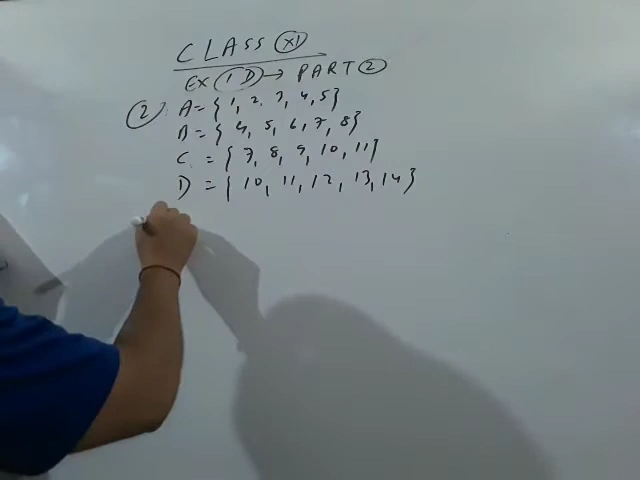 CLASS XI
EX 1D → PART 2
2 A = {1, 2, 3, 4, 5}
B = {4, 5, 6, 7, 8}
C = {7, 8, 9, 10, 11}
D = {10, 11, 12, 13, 14}